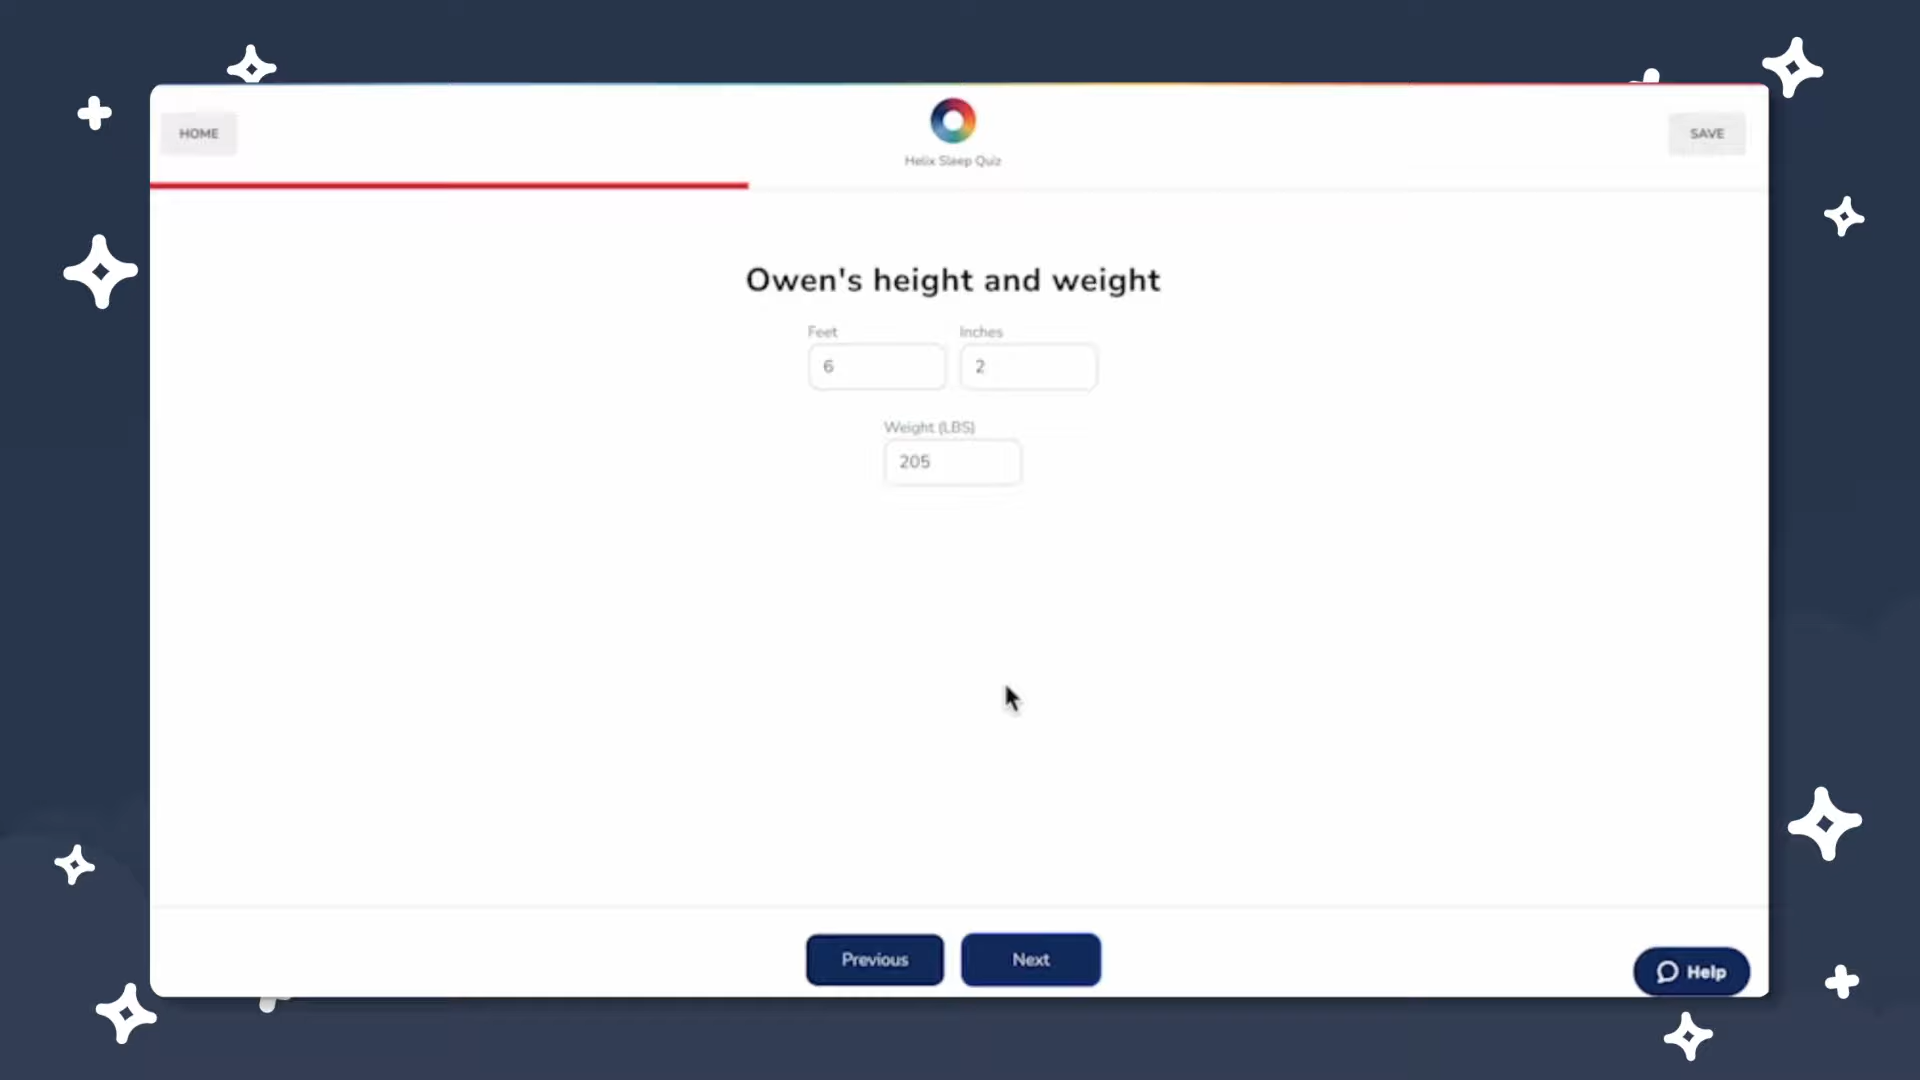 HOME
Helix Sleep Quiz
SAVE
Owen's height and weight
Feet
Inches
6
2
Weight (LBS)
205
Previous
Next
Help